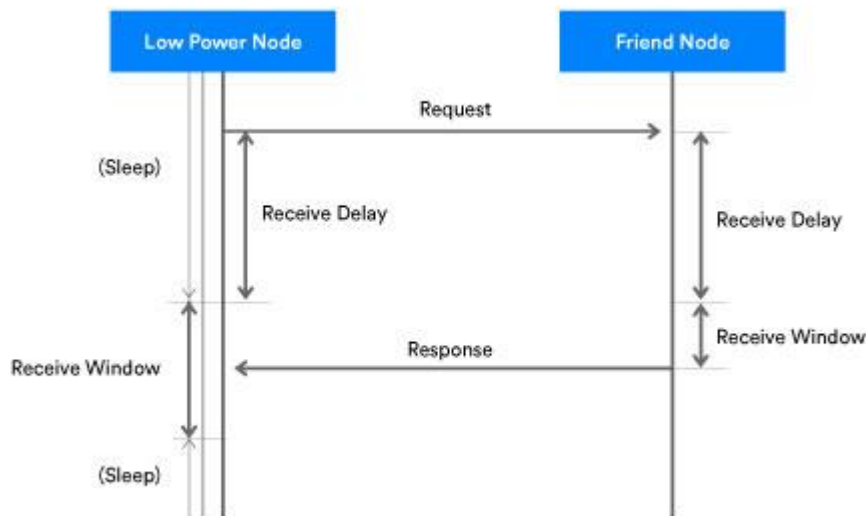 Low Power Node
Friend Node
Request
(Sleep)
Receive Delay
Receive Delay
Receive Window
Response
Receive Window
(Sleep)